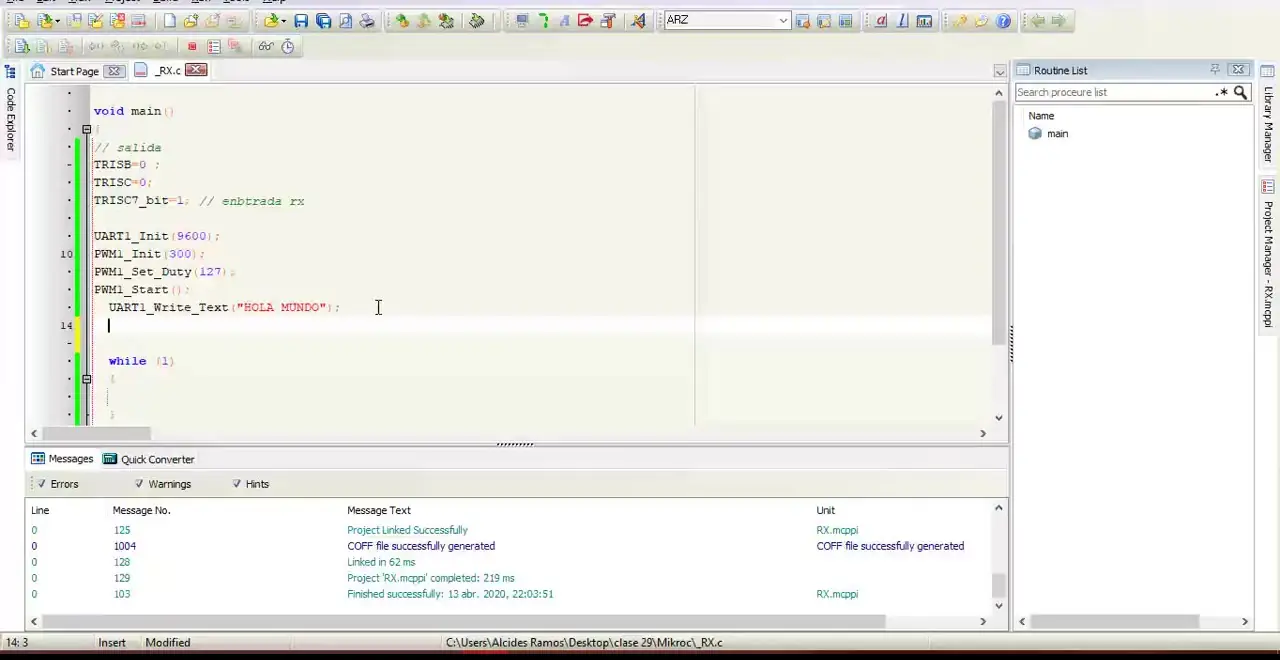 ARZ
Start Page
_RX.c
Routine List
Code Explorer
Search proceure list
.*
Name
main
Library Manager
Project Manager - RX.mcppi
void main()
{
// salida
TRISB=0 ;
TRISC=0;
TRISC7_bit=1; // enbtrada rx
UART1_Init(9600);
10
PWM1_Init(300);
PWM1_Set_Duty(127);
PWM1_Start();
UART1_Write_Text("HOLA MUNDO");
14
while (1)
{
}
Messages
Quick Converter
Errors
Warnings
Hints
Line Message No. Message Text Unit
0 125 Project Linked Successfully RX.mcppi
0 1004 COFF file successfully generated COFF file successfully generated
0 128 Linked in 62 ms
0 129 Project 'RX.mcppi' completed: 219 ms
0 103 Finished successfully: 13 abr. 2020, 22:03:51 RX.mcppi
14: 3 Insert Modified C:\Users\Alcides Ramos\Desktop\clase 29\Mikroc\_RX.c